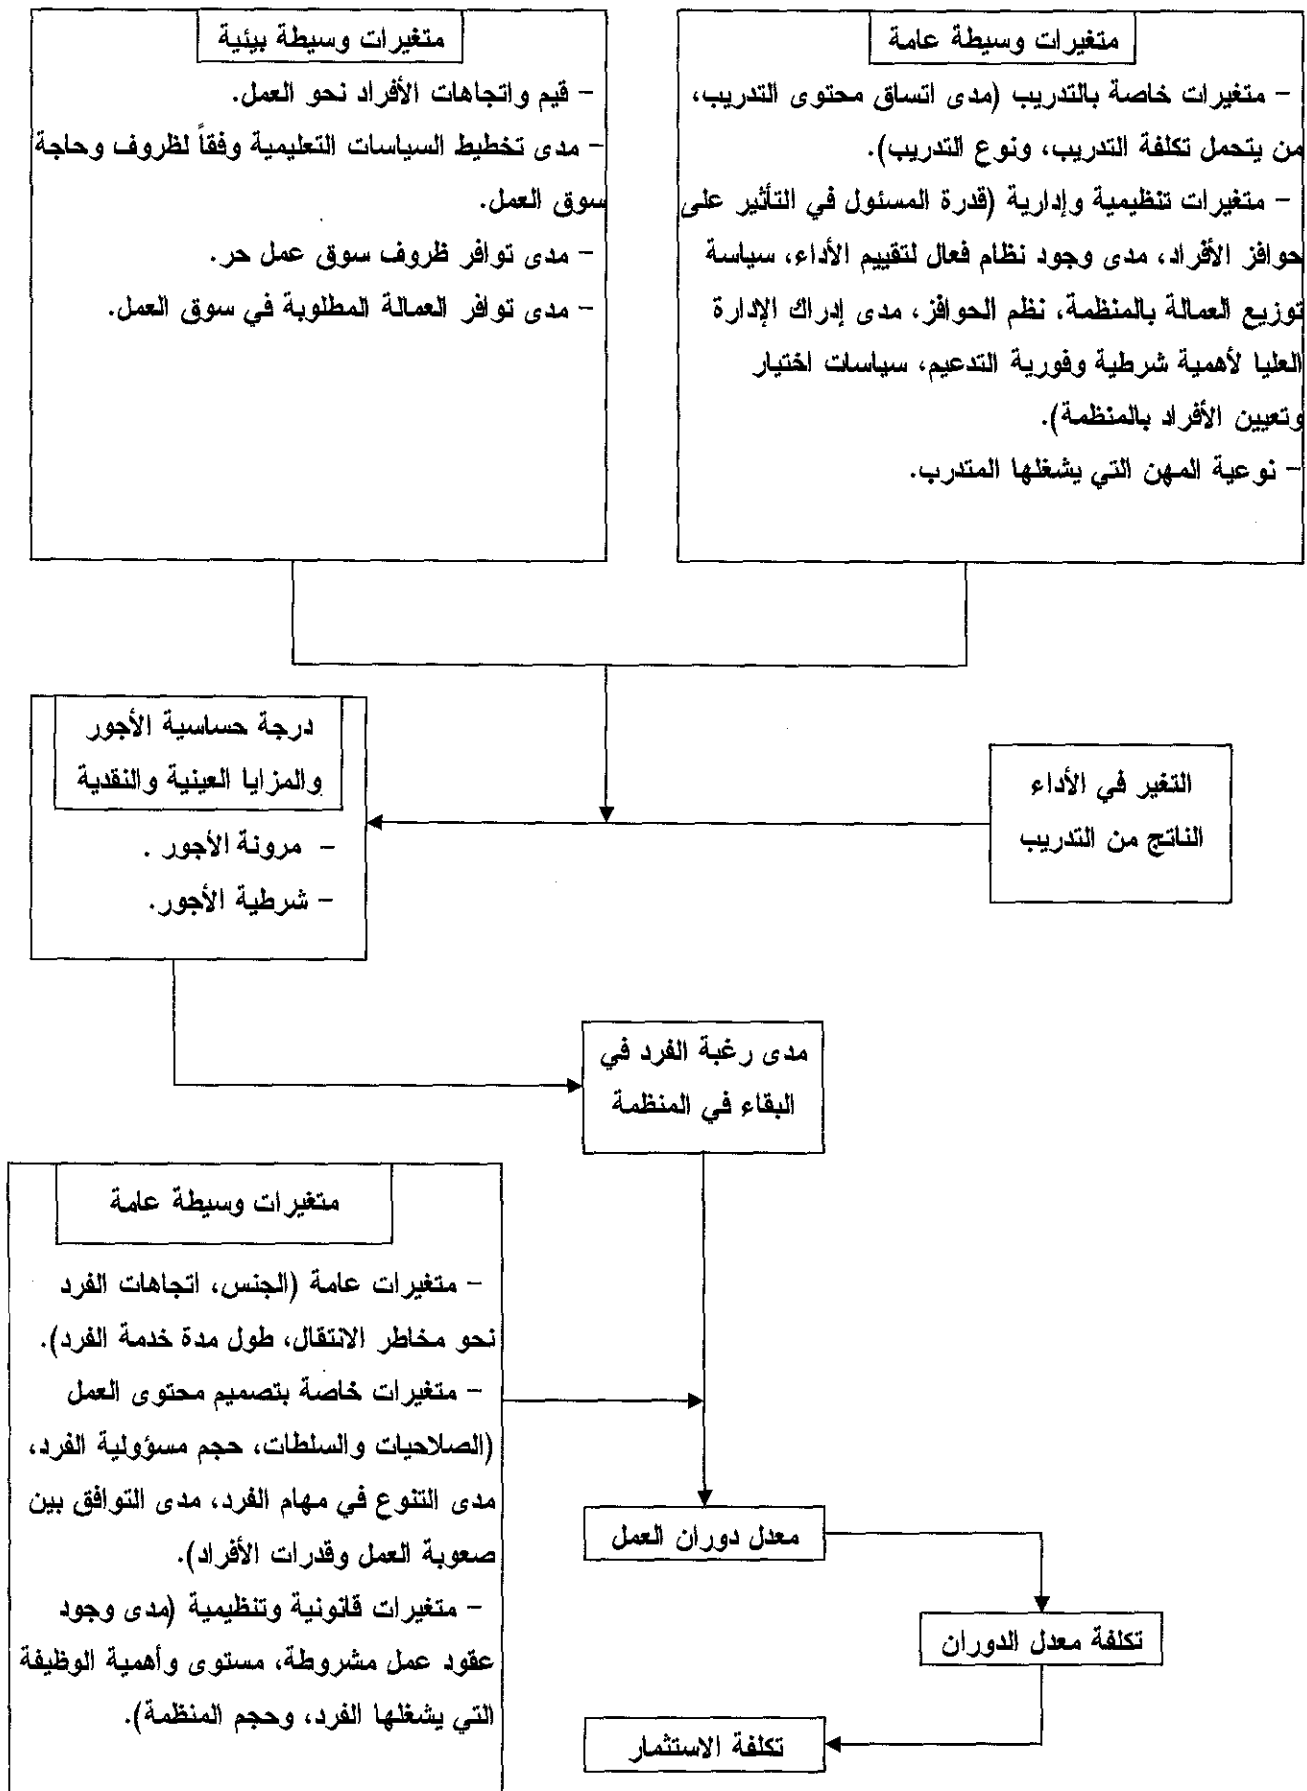 متغيرات وسيطة عامة
– متغيرات خاصة بالتدريب (مدى اتساق محتوى التدريب،
من يتحمل تكلفة التدريب، ونوع التدريب).
– متغيرات تنظيمية وإدارية (قدرة المسئول في التأثير على
حوافز الأفراد، مدى وجود نظام فعال لتقييم الأداء، سياسة
توزيع العمالة بالمنظمة، نظم الحوافز، مدى إدراك الإدارة
العليا لأهمية شرطية وفورية التدعيم، سياسات اختيار
وتعيين الأفراد بالمنظمة).
– نوعية المهن التي يشغلها المتدرب.
متغيرات وسيطة بيئية
– قيم واتجاهات الأفراد نحو العمل.
– مدى تخطيط السياسات التعليمية وفقاً لظروف وحاجة
سوق العمل.
– مدى توافر ظروف سوق عمل حر.
– مدى توافر العمالة المطلوبة في سوق العمل.
التغير في الأداء
الناتج من التدريب
درجة حساسية الأجور
والمزايا العينية والنقدية
– مرونة الأجور .
– شرطية الأجور.
مدى رغبة الفرد في
البقاء في المنظمة
متغيرات وسيطة عامة
– متغيرات عامة (الجنس، اتجاهات الفرد
نحو مخاطر الانتقال، طول مدة خدمة الفرد).
– متغيرات خاصة بتصميم محتوى العمل
(الصلاحيات والسلطات، حجم مسؤولية الفرد،
مدى التنوع في مهام الفرد، مدى التوافق بين
صعوبة العمل وقدرات الأفراد).
– متغيرات قانونية وتنظيمية (مدى وجود
عقود عمل مشروطة، مستوى وأهمية الوظيفة
التي يشغلها الفرد، وحجم المنظمة).
معدل دوران العمل
تكلفة معدل الدوران
تكلفة الاستثمار